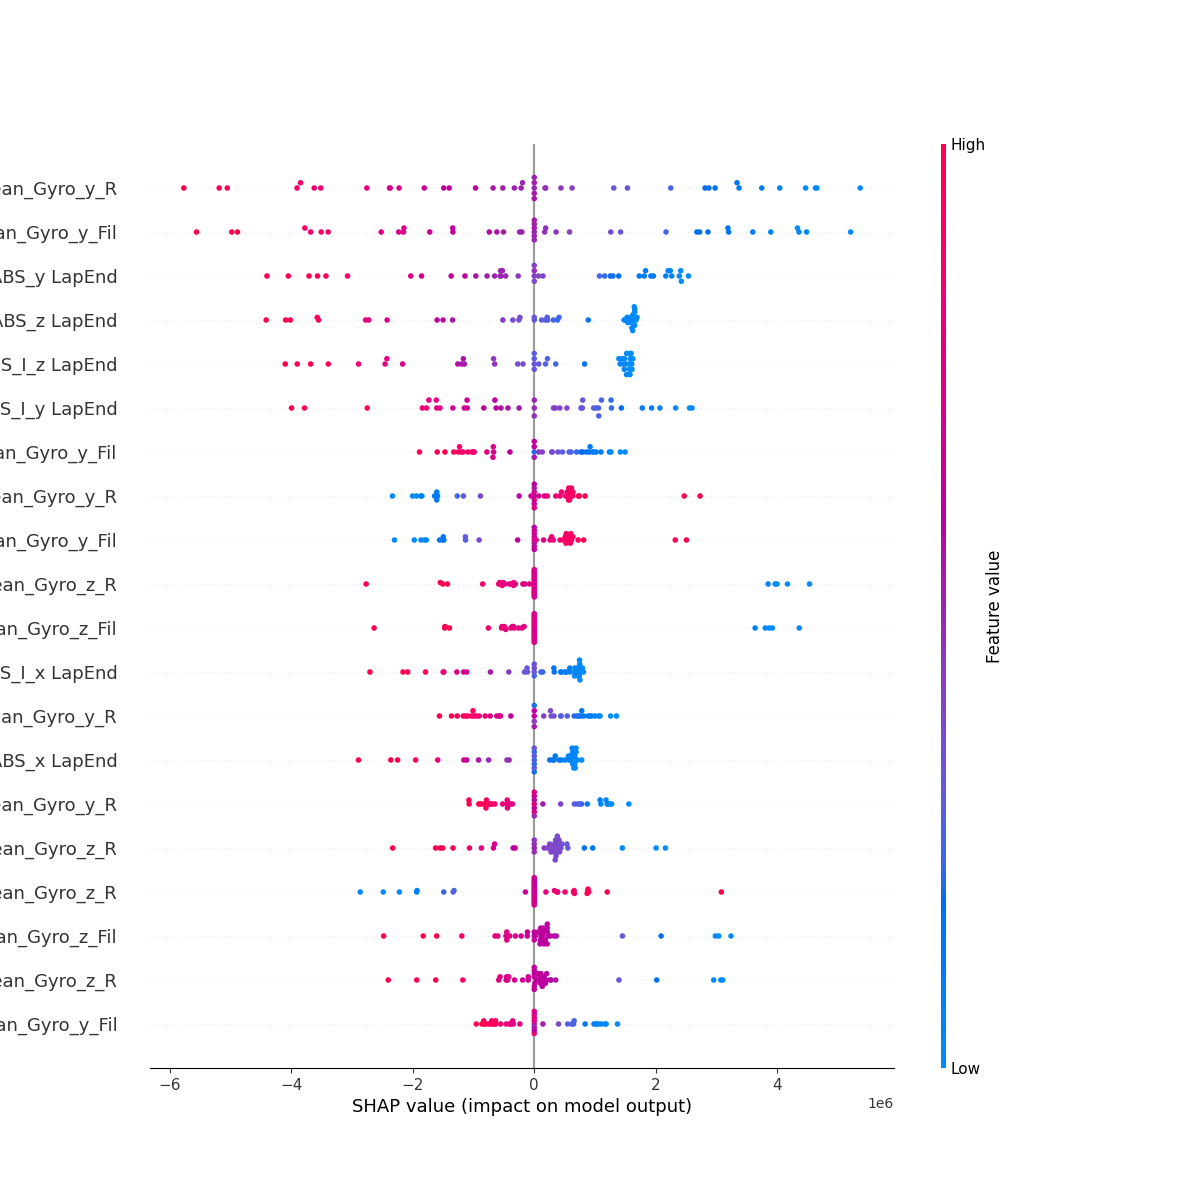 High
ean_Gyro_y_R
an_Gyro_y_Fil
ABS_y LapEnd
ABS_z LapEnd
S_I_z LapEnd
S_I_y LapEnd
an_Gyro_y_Fil
ean_Gyro_y_R
an_Gyro_y_Fil
ean_Gyro_z_R
an_Gyro_z_Fil
S_I_x LapEnd
an_Gyro_y_R
ABS_x LapEnd
ean_Gyro_y_R
ean_Gyro_z_R
ean_Gyro_z_R
an_Gyro_z_Fil
ean_Gyro_z_R
an_Gyro_y_Fil
Feature value
Low
−6 −4 −2 0 2 4
1e6
SHAP value (impact on model output)